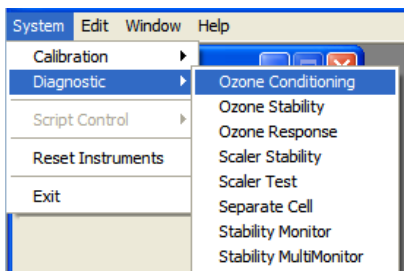 System Edit Window Help
Calibration
Diagnostic
Script Control
Reset Instruments
Exit
Ozone Conditioning
Ozone Stability
Ozone Response
Scaler Stability
Scaler Test
Separate Cell
Stability Monitor
Stability MultiMonitor